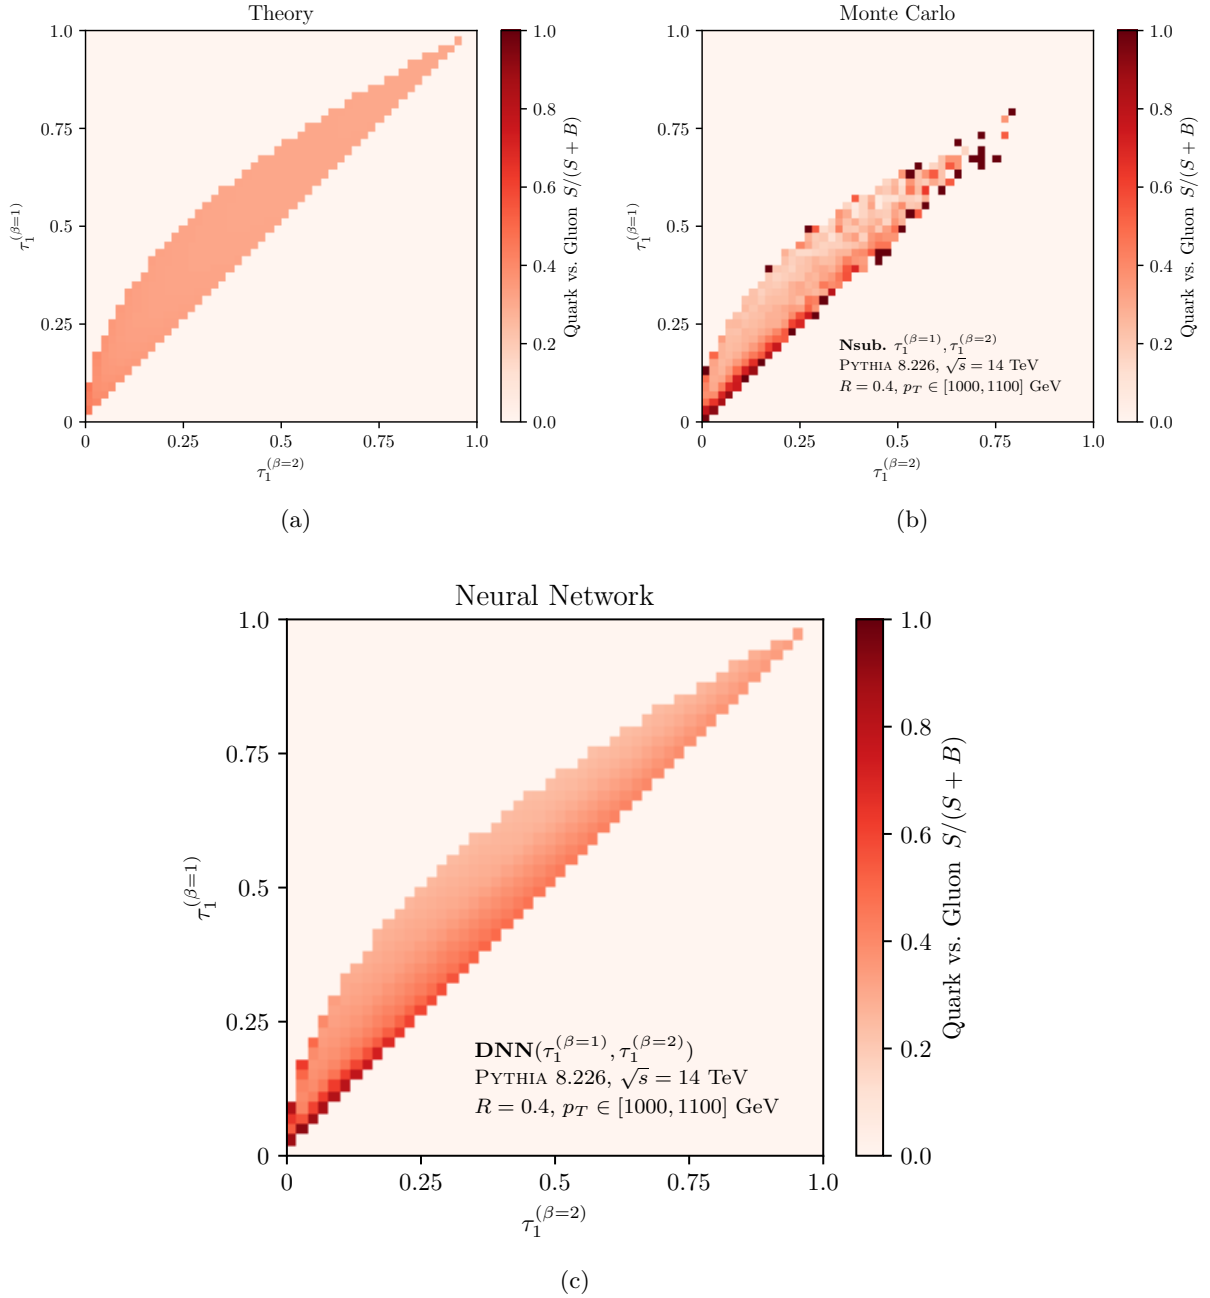 Theory
1.0
0.75
0.5
0.25
0
0
0.25
0.5
0.75
1.0
τ₁^(β=1)
τ₁^(β=2)
1.0
0.8
0.6
0.4
0.2
0.0
Quark vs. Gluon S/(S + B)
(a)
Monte Carlo
1.0
0.75
0.5
0.25
0
0
0.25
0.5
0.75
1.0
τ₁^(β=1)
τ₁^(β=2)
Nsub. τ₁^(β=1), τ₁^(β=2)
PYTHIA 8.226, √s = 14 TeV
R = 0.4, p_T ∈ [1000, 1100] GeV
1.0
0.8
0.6
0.4
0.2
0.0
Quark vs. Gluon S/(S + B)
(b)
Neural Network
1.0
0.75
0.5
0.25
0
0
0.25
0.5
0.75
1.0
τ₁^(β=1)
τ₁^(β=2)
DNN(τ₁^(β=1), τ₁^(β=2))
PYTHIA 8.226, √s = 14 TeV
R = 0.4, p_T ∈ [1000, 1100] GeV
1.0
0.8
0.6
0.4
0.2
0.0
Quark vs. Gluon S/(S + B)
(c)